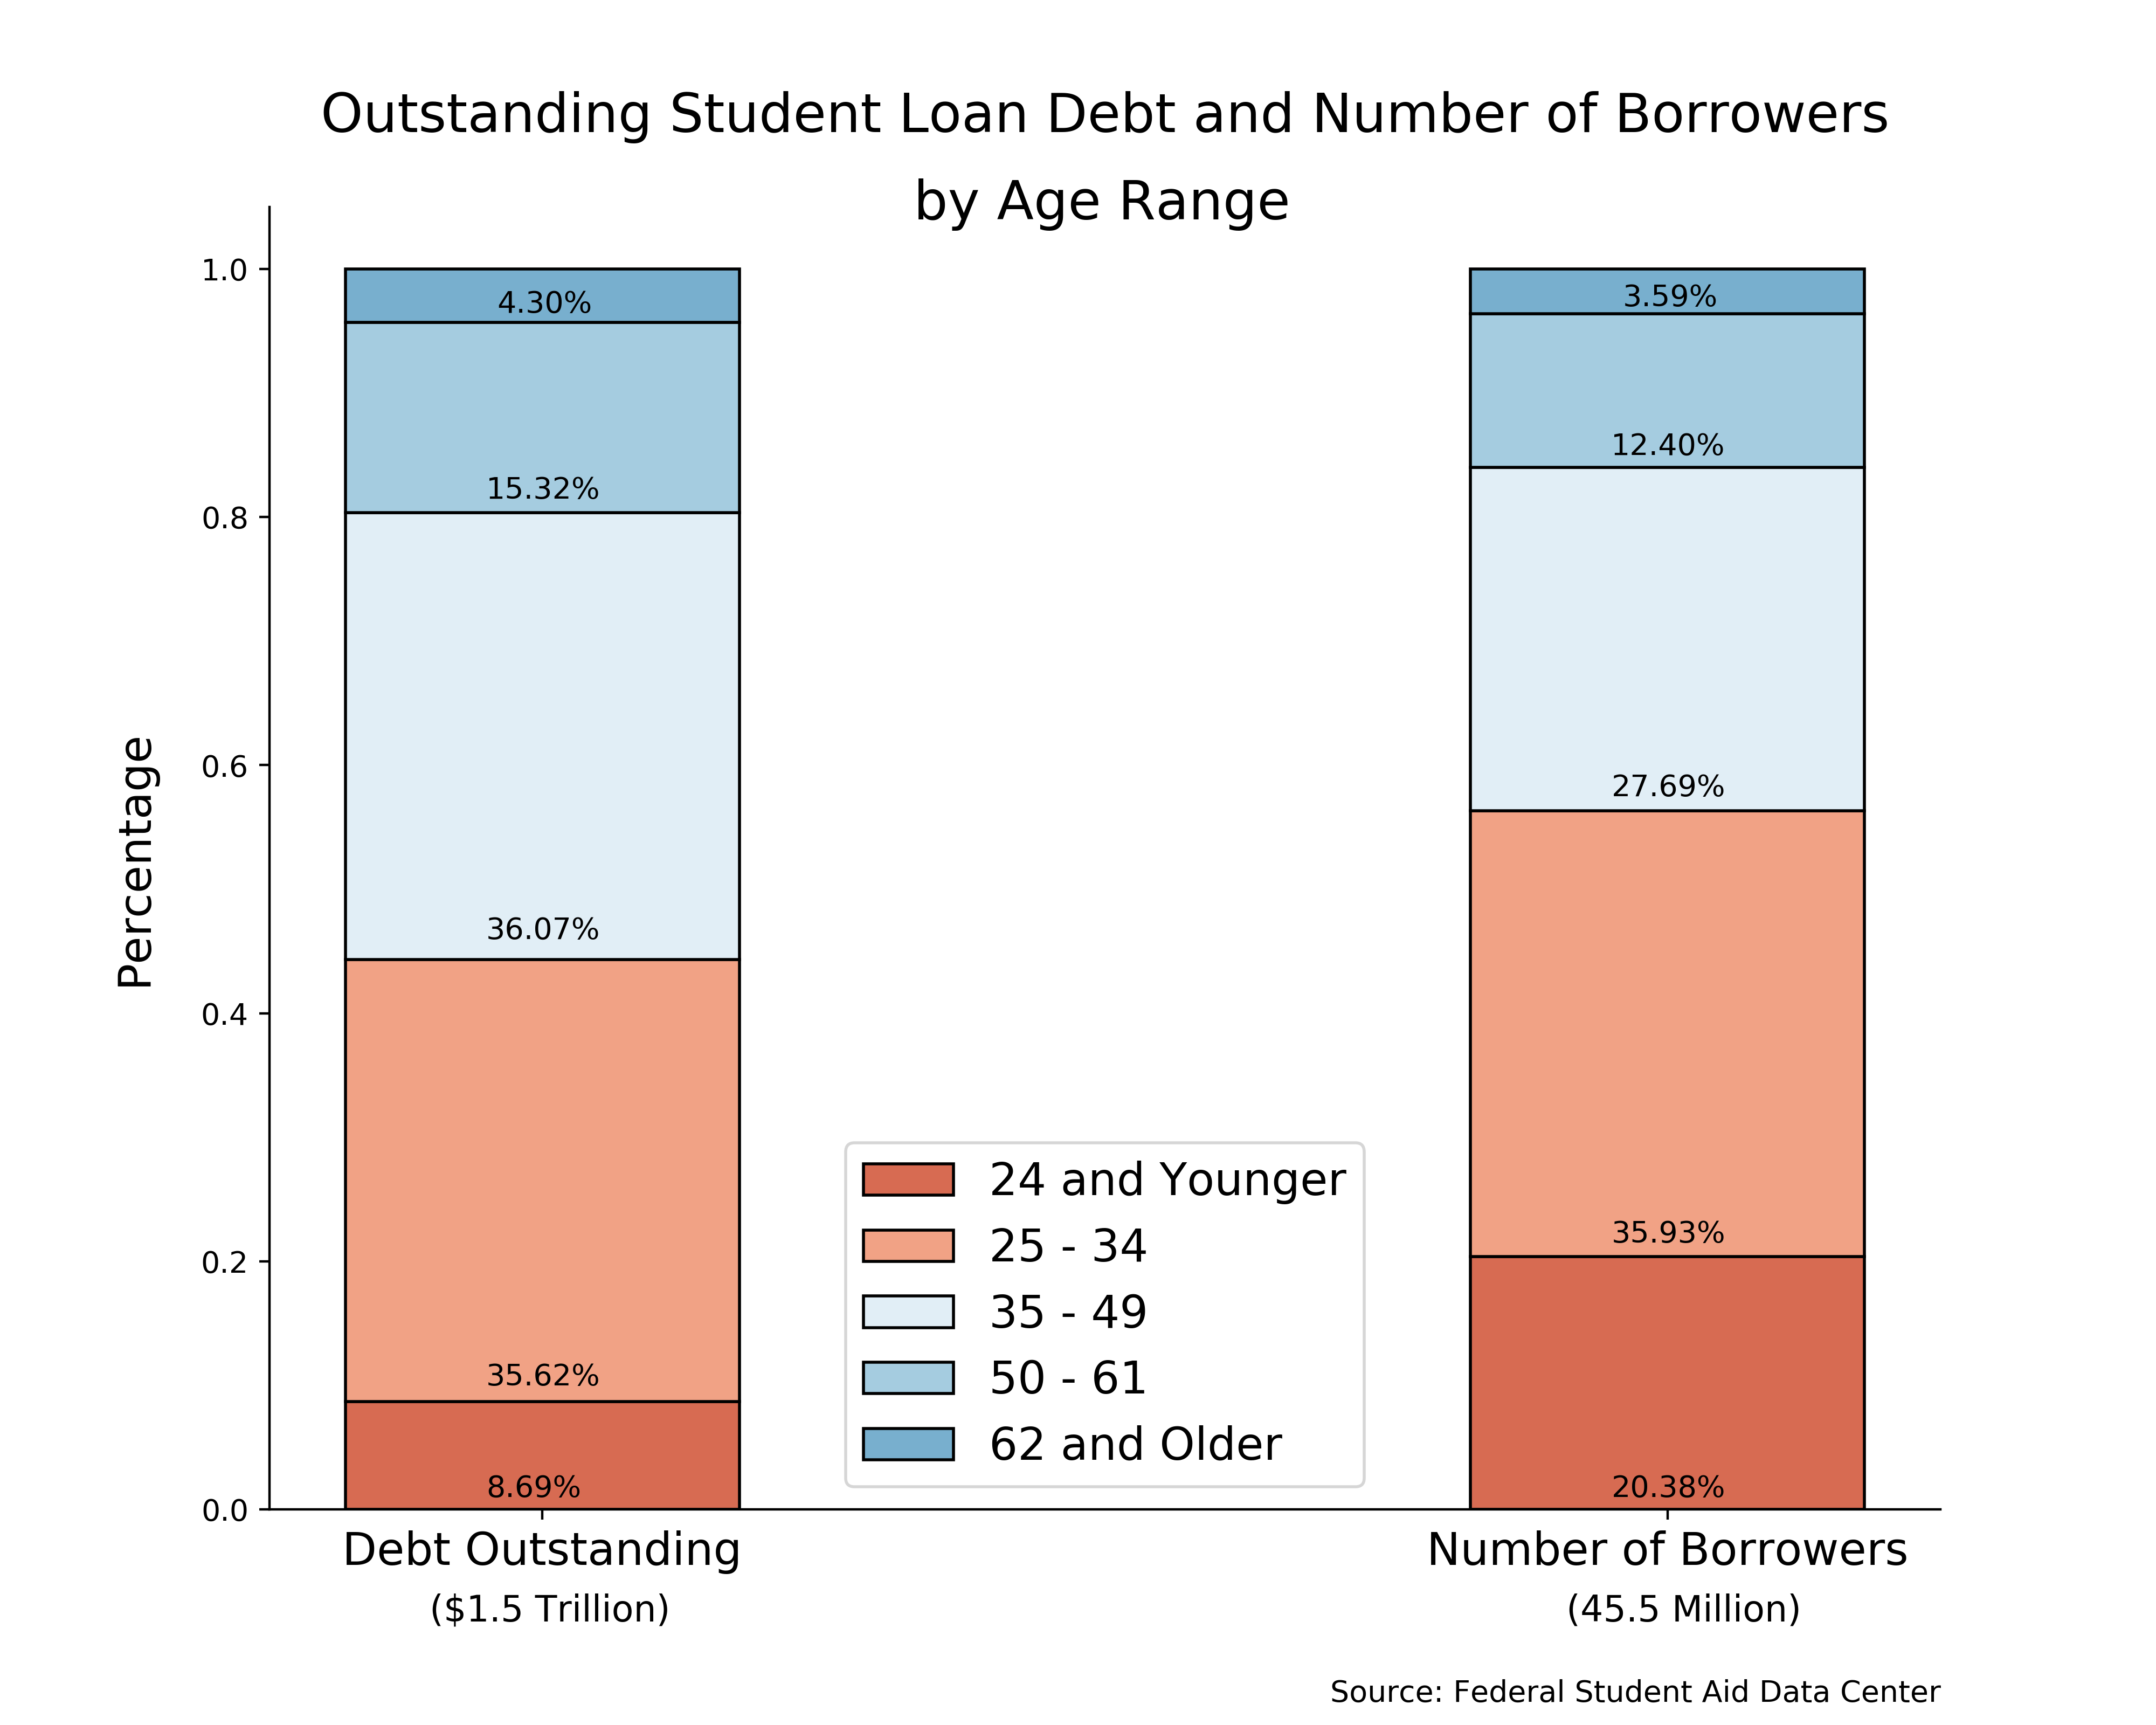 Outstanding Student Loan Debt and Number of Borrowers
by Age Range
Percentage
1.0
0.8
0.6
0.4
0.2
0.0
4.30%
15.32%
36.07%
35.62%
8.69%
3.59%
12.40%
27.69%
35.93%
20.38%
24 and Younger
25 - 34
35 - 49
50 - 61
62 and Older
Debt Outstanding
($1.5 Trillion)
Number of Borrowers
(45.5 Million)
Source: Federal Student Aid Data Center